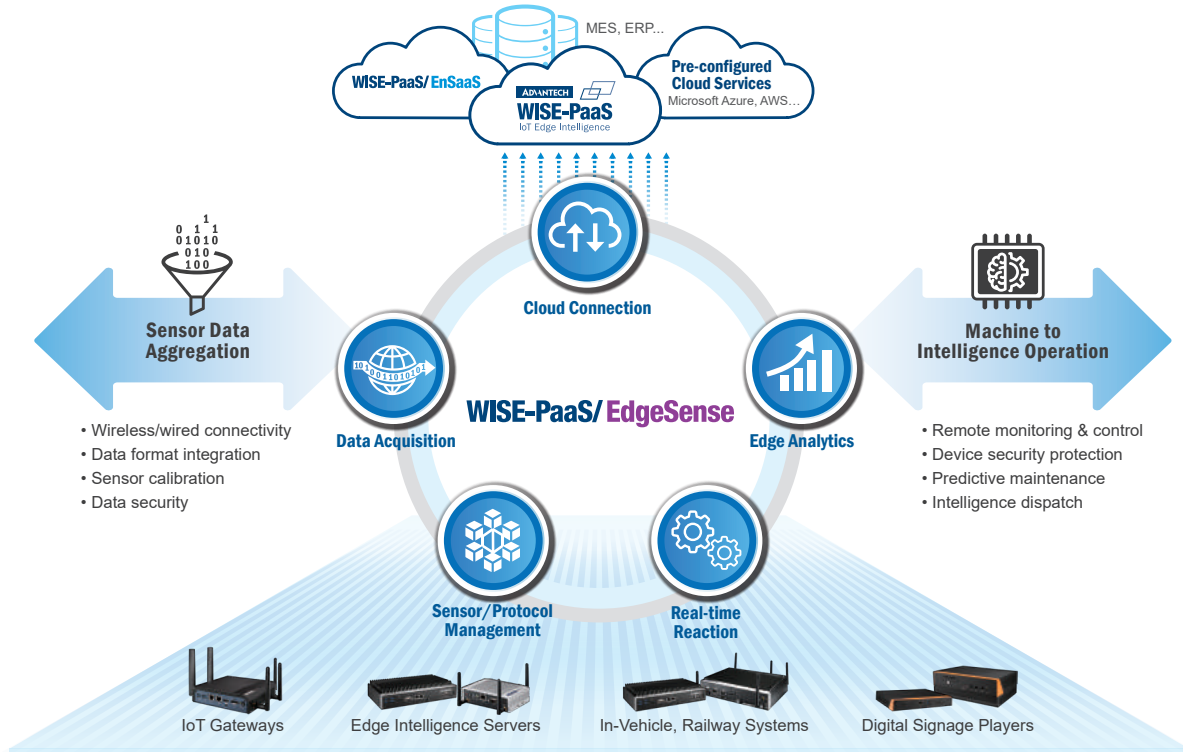 MES, ERP...
WISE-PaaS/EnSaaS
Pre-configured
Cloud Services
Microsoft Azure, AWS...
ADVANTECH
WISE-PaaS
IoT Edge Intelligence
0 1 1 1
0 1 0 1 0
0 1 0
1 0 0
Sensor Data
Aggregation
Cloud Connection
Machine to
Intelligence Operation
10 10011010101
WISE-PaaS/EdgeSense
Data Acquisition
Edge Analytics
• Wireless/wired connectivity
• Data format integration
• Sensor calibration
• Data security
• Remote monitoring & control
• Device security protection
• Predictive maintenance
• Intelligence dispatch
Sensor/Protocol
Management
Real-time
Reaction
IoT Gateways
Edge Intelligence Servers
In-Vehicle, Railway Systems
Digital Signage Players